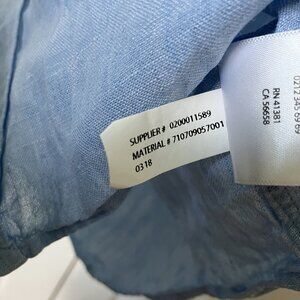 SUPPLIER # 0200011589
MATERIAL # 710709057001
0318
RN 41381
CA 56658